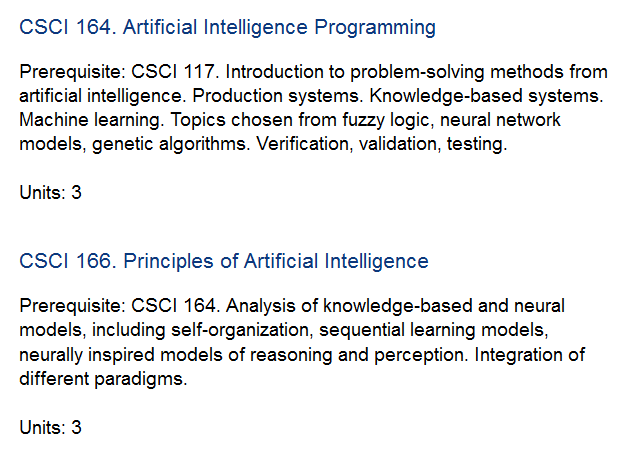 CSCI 164. Artificial Intelligence Programming
Prerequisite: CSCI 117. Introduction to problem-solving methods from
artificial intelligence. Production systems. Knowledge-based systems.
Machine learning. Topics chosen from fuzzy logic, neural network
models, genetic algorithms. Verification, validation, testing.
Units: 3
CSCI 166. Principles of Artificial Intelligence
Prerequisite: CSCI 164. Analysis of knowledge-based and neural
models, including self-organization, sequential learning models,
neurally inspired models of reasoning and perception. Integration of
different paradigms.
Units: 3